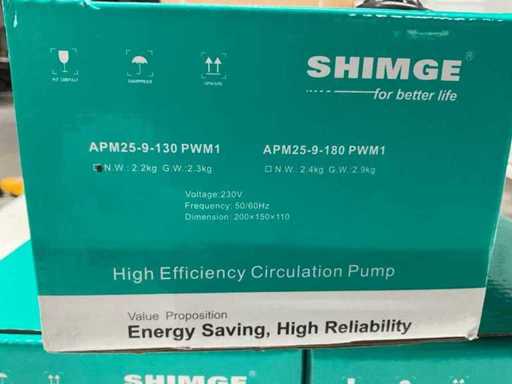 SHIMGE®
for better life
APM25-9-130 PWM1
APM25-9-180 PWM1
N.W.: 2.2kg G.W.:2.3kg
N.W.: 2.4kg G.W.:2.9kg
Voltage:230V
Frequency: 50/60Hz
Dimension: 200×150×110
High Efficiency Circulation Pump
Value Proposition
Energy Saving, High Reliability
SHIMGE